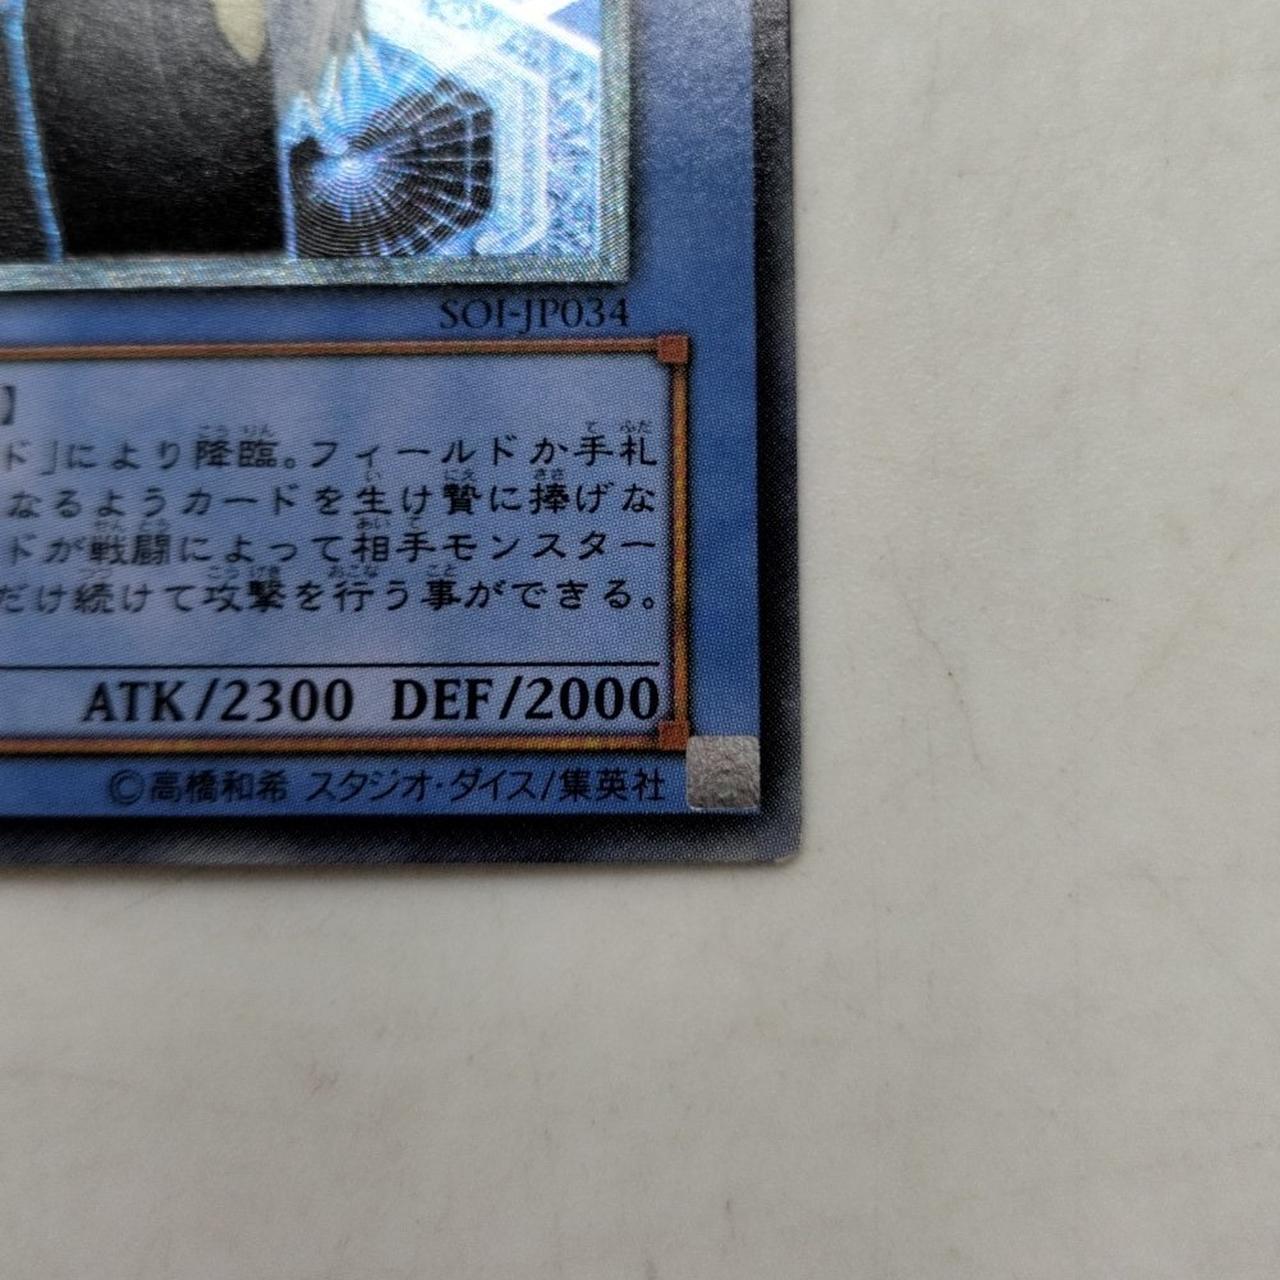 SOI-JP034
】
ド」により降臨。フィールドか手札
なるようカードを生け贄に捧げな
ドが戦闘によって相手モンスター
だけ続けて攻撃を行う事ができる。
ATK/2300 DEF/2000
©高橋和希 スタジオ・ダイス/集英社